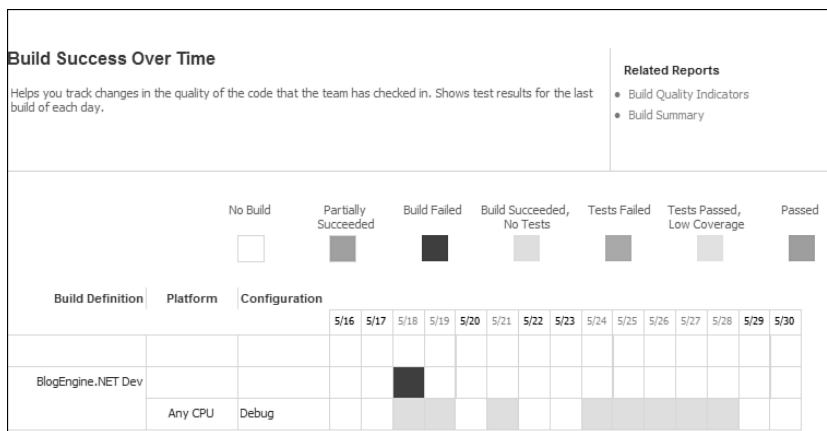 Build Success Over Time
Helps you track changes in the quality of the code that the team has checked in. Shows test results for the last
build of each day.
Related Reports
• Build Quality Indicators
• Build Summary
No Build
Partially
Succeeded
Build Failed
Build Succeeded,
No Tests
Tests Failed
Tests Passed,
Low Coverage
Passed
Build Definition Platform Configuration
5/16 5/17 5/18 5/19 5/20 5/21 5/22 5/23 5/24 5/25 5/26 5/27 5/28 5/29 5/30
BlogEngine.NET Dev
Any CPU Debug